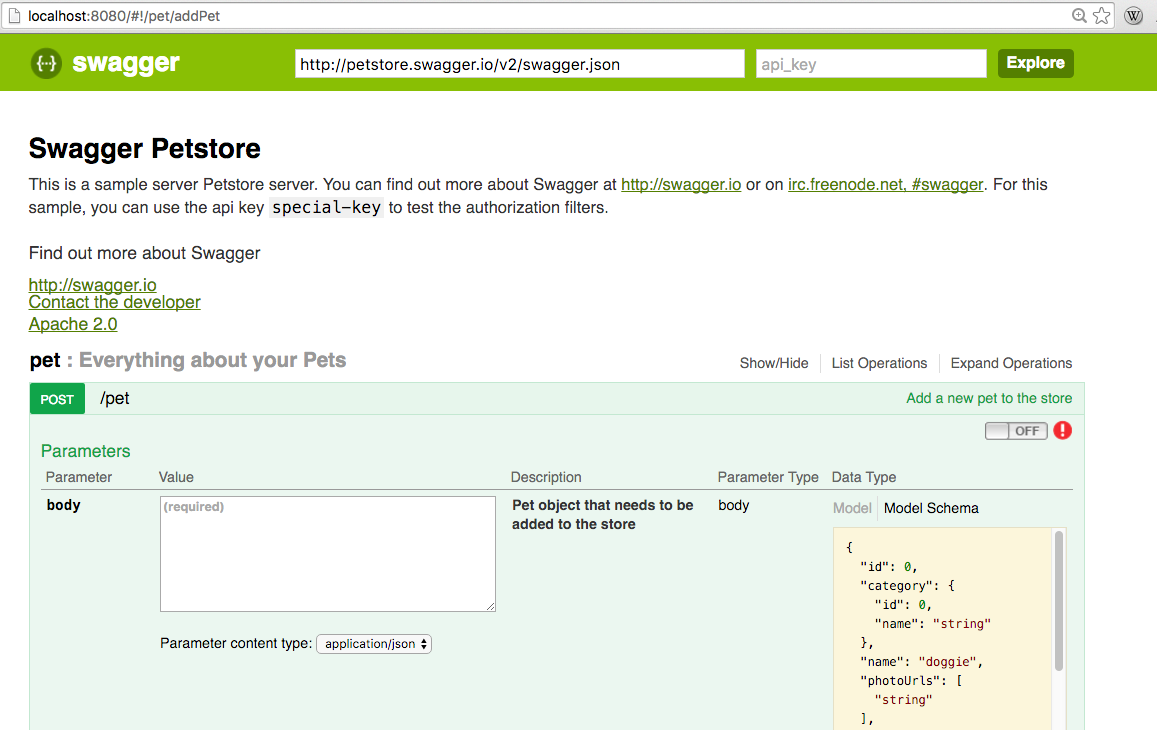 localhost:8080/#!/pet/addPet
W
{··}
swagger
http://petstore.swagger.io/v2/swagger.json
api_key
Explore
Swagger Petstore
This is a sample server Petstore server. You can find out more about Swagger at http://swagger.io or on irc.freenode.net, #swagger. For this
sample, you can use the api key special-key to test the authorization filters.
Find out more about Swagger
http://swagger.io
Contact the developer
Apache 2.0
pet : Everything about your Pets
Show/Hide
List Operations
Expand Operations
POST
/pet
Add a new pet to the store
OFF
!
Parameters
Parameter
Value
Description
Parameter Type
Data Type
body
(required)
Pet object that needs to be
added to the store
body
Model
Model Schema
{
"id": 0,
"category": {
"id": 0,
"name": "string"
},
"name": "doggie",
"photoUrls": [
"string"
],
Parameter content type: application/json